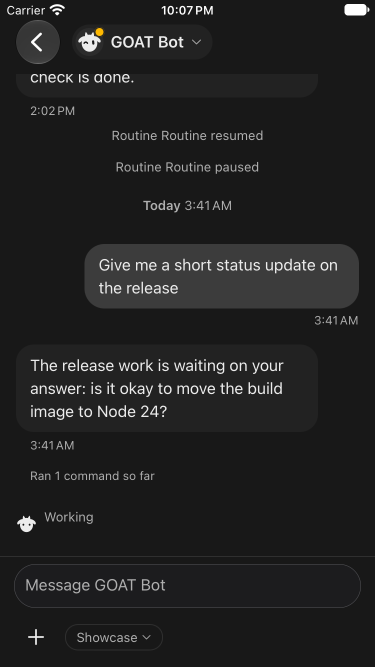 Carrier
10:07 PM
GOAT Bot
check is done.
2:02 PM
Routine Routine resumed
Routine Routine paused
Today 3:41 AM
Give me a short status update on
the release
3:41 AM
The release work is waiting on your
answer: is it okay to move the build
image to Node 24?
3:41 AM
Ran 1 command so far
Working
Message GOAT Bot
Showcase